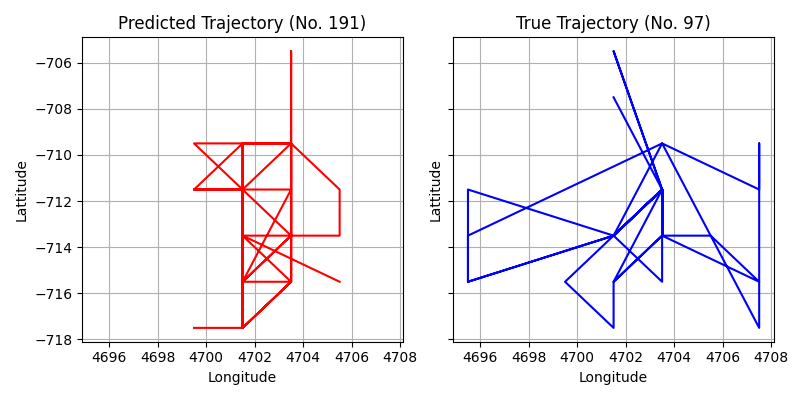 Predicted Trajectory (No. 191)
True Trajectory (No. 97)
Lattitude
−706
−708
−710
−712
−714
−716
−718
4696 4698 4700 4702 4704 4706 4708
Longitude
Lattitude
4696 4698 4700 4702 4704 4706 4708
Longitude